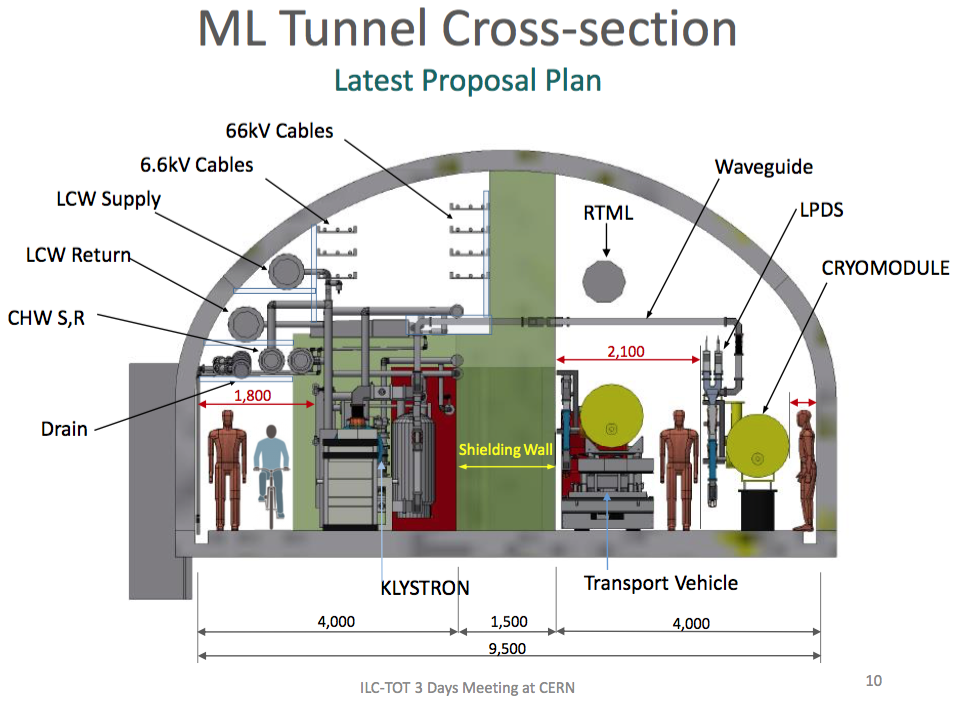 ML Tunnel Cross-section
Latest Proposal Plan
66kV Cables
6.6kV Cables
Waveguide
LCW Supply
RTML
LPDS
LCW Return
CRYOMODULE
CHW S,R
2,100
1,800
Drain
Shielding Wall
KLYSTRON
Transport Vehicle
4,000
1,500
4,000
9,500
ILC-TOT 3 Days Meeting at CERN
10